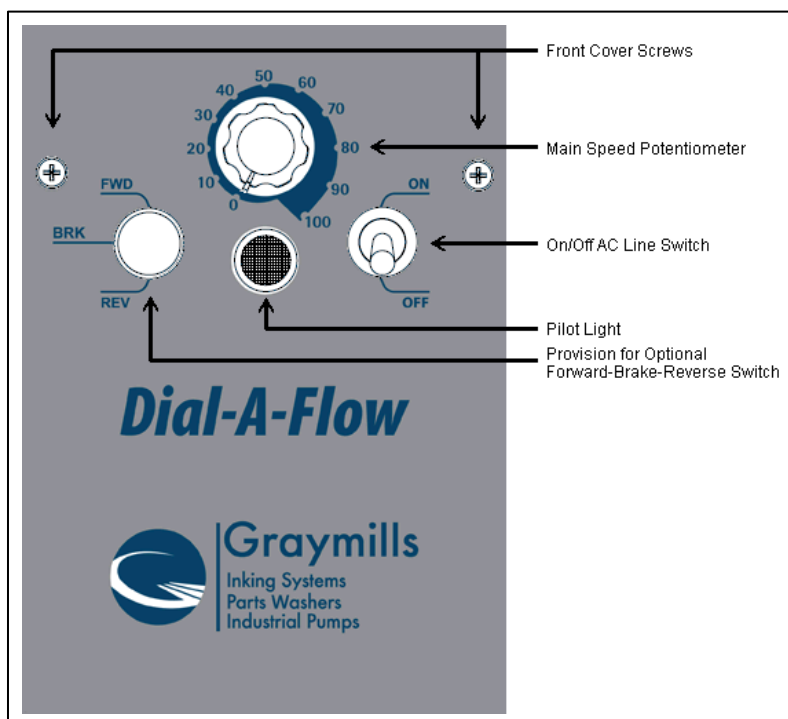 Front Cover Screws
50
40
60
30
70
20
80
Main Speed Potentiometer
10
90
0
100
FWD
BRK
REV
ON
OFF
On/Off AC Line Switch
Pilot Light
Provision for Optional
Forward-Brake-Reverse Switch
Dial-A-Flow
Graymills
Inking Systems
Parts Washers
Industrial Pumps